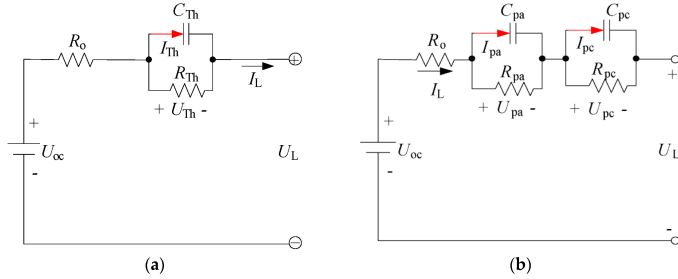 C_Th
R_o
I_Th
R_Th
I_L
+ U_Th -
+
U_oc
-
U_L
+
−
(a)
C_pa
C_pc
R_o
I_pa
I_pc
R_pa
R_pc
I_L
+ U_pa -
+ U_pc -
+
+
U_oc
-
U_L
-
(b)